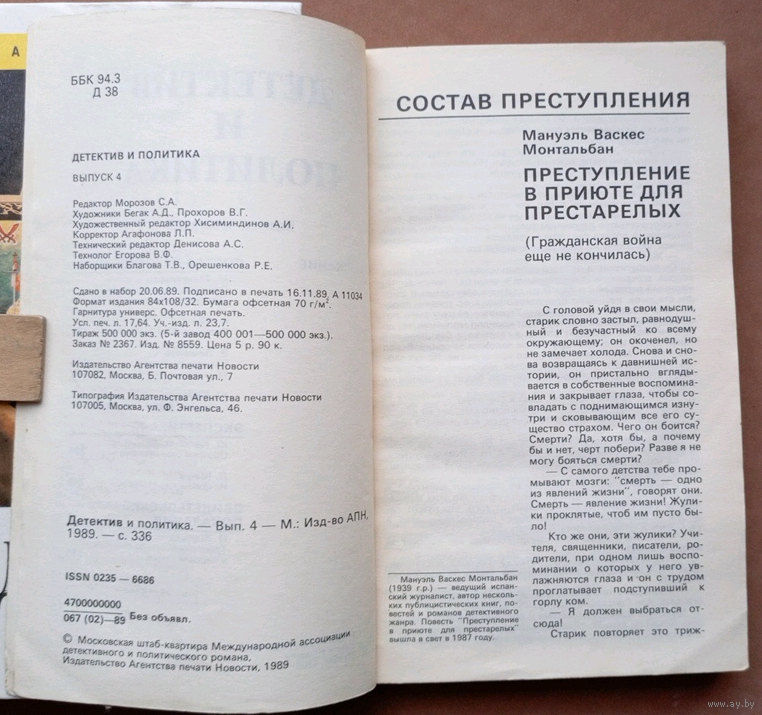 А
ББК 94.3
Д 38
ДЕТЕКТИВ И ПОЛИТИКА
ВЫПУСК 4
Редактор Морозов С.А.
Художники Бегак А.Д., Прохоров В.Г.
Художественный редактор Хисиминдинов А.И.
Корректор Агафонова Л.П.
Технический редактор Денисова А.С.
Технолог Егорова В.Ф.
Наборщики Благова Т.В., Орешенкова Р.Е.
Сдано в набор 20.06.89. Подписано в печать 16.11.89. А 11034
Формат издания 84х108/32. Бумага офсетная 70 г/м².
Гарнитура универс. Офсетная печать.
Усл. печ. л. 17,64. Уч.-изд. л. 23,7.
Тираж 500 000 экз. (5-й завод 400 001—500 000 экз.).
Заказ № 2367. Изд. № 8559. Цена 5 р. 90 к.
Издательство Агентства печати Новости
107082, Москва, Б. Почтовая ул., 7
Типография Издательства Агентства печати Новости
107005, Москва, ул. Ф. Энгельса, 46.
Детектив и политика. — Вып. 4 — М.: Изд-во АПН,
1989. — с. 336
ISSN 0235 — 6686
4700000000
067 (02)—89 Без объявл.
© Московская штаб-квартира Международной ассоциации
детективного и политического романа,
Издательство Агентства печати Новости, 1989
СОСТАВ ПРЕСТУПЛЕНИЯ
Мануэль Васкес
Монтальбан
ПРЕСТУПЛЕНИЕ
В ПРИЮТЕ ДЛЯ
ПРЕСТАРЕЛЫХ
(Гражданская война
еще не кончилась)
С головой уйдя в свои мысли,
старик словно застыл, равнодуш-
ный и безучастный ко всему
окружающему; он окоченел, но
не замечает холода. Снова и сно-
ва возвращаясь к давнишней ис-
тории, он пристально вгляды-
вается в собственные воспомина-
ния и закрывает глаза, чтобы со-
владать с поднимающимся изну-
три и сковывающим все его су-
щество страхом. Чего он боится?
Смерти? Да, хотя бы, а почему
бы и нет, черт побери? Разве я не
могу бояться смерти?
— С самого детства тебе про-
мывают мозги: "смерть — одно
из явлений жизни", говорят они.
Смерть — явление жизни! Жули-
ки проклятые, чтоб им пусто бы-
ло!
Кто же они, эти жулики? Учи-
теля, священники, писатели, ро-
дители, при одном лишь воспо-
минании о которых у него ув-
лажняются глаза и он с трудом
проглатывает подступивший к
горлу ком.
— Я должен выбраться от-
сюда!
Старик повторяет это триж-
Мануэль Васкес Монтальбан
(1939 г.р.) — ведущий испан-
ский журналист, автор несколь-
ких публицистических книг, по-
вестей и романов детективного
жанра. Повесть "Преступление
в приюте для престарелых"
вышла в свет в 1987 году.
www.ay.by